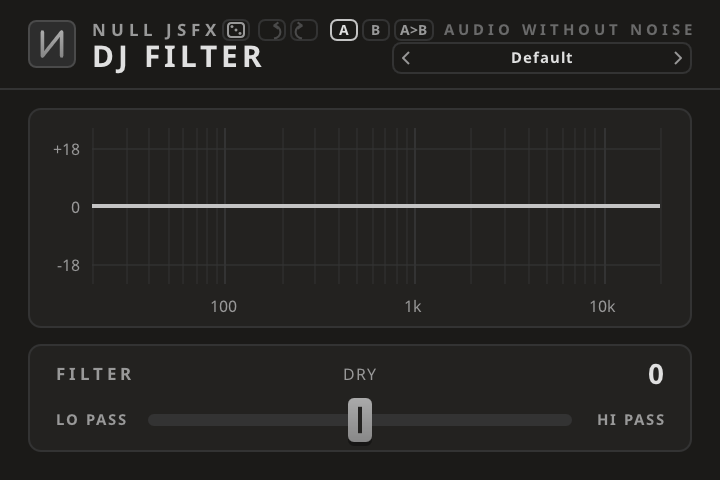 NULL JSFX A B A>B AUDIO WITHOUT NOISE
DJ FILTER
Default
+18
0
-18
100 1k 10k
FILTER DRY 0
LO PASS HI PASS